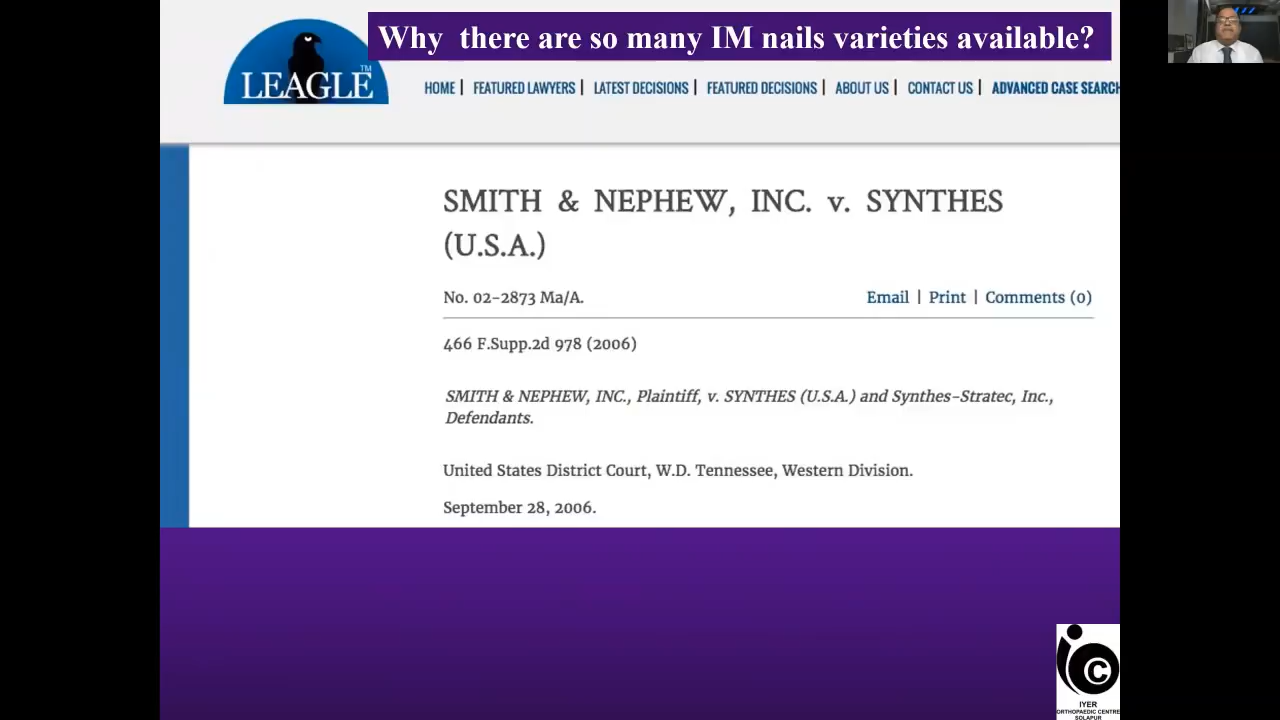 Why there are so many IM nails varieties available?
LEAGLE™
HOME | FEATURED LAWYERS | LATEST DECISIONS | FEATURED DECISIONS | ABOUT US | CONTACT US | ADVANCED CASE SEARCH
SMITH & NEPHEW, INC. v. SYNTHES
(U.S.A.)
No. 02-2873 Ma/A.
Email | Print | Comments (0)
466 F.Supp.2d 978 (2006)
SMITH & NEPHEW, INC., Plaintiff, v. SYNTHES (U.S.A.) and Synthes-Stratec, Inc.,
Defendants.
United States District Court, W.D. Tennessee, Western Division.
September 28, 2006.
©
IYER
ORTHOPAEDIC CENTRE
SOLAPUR